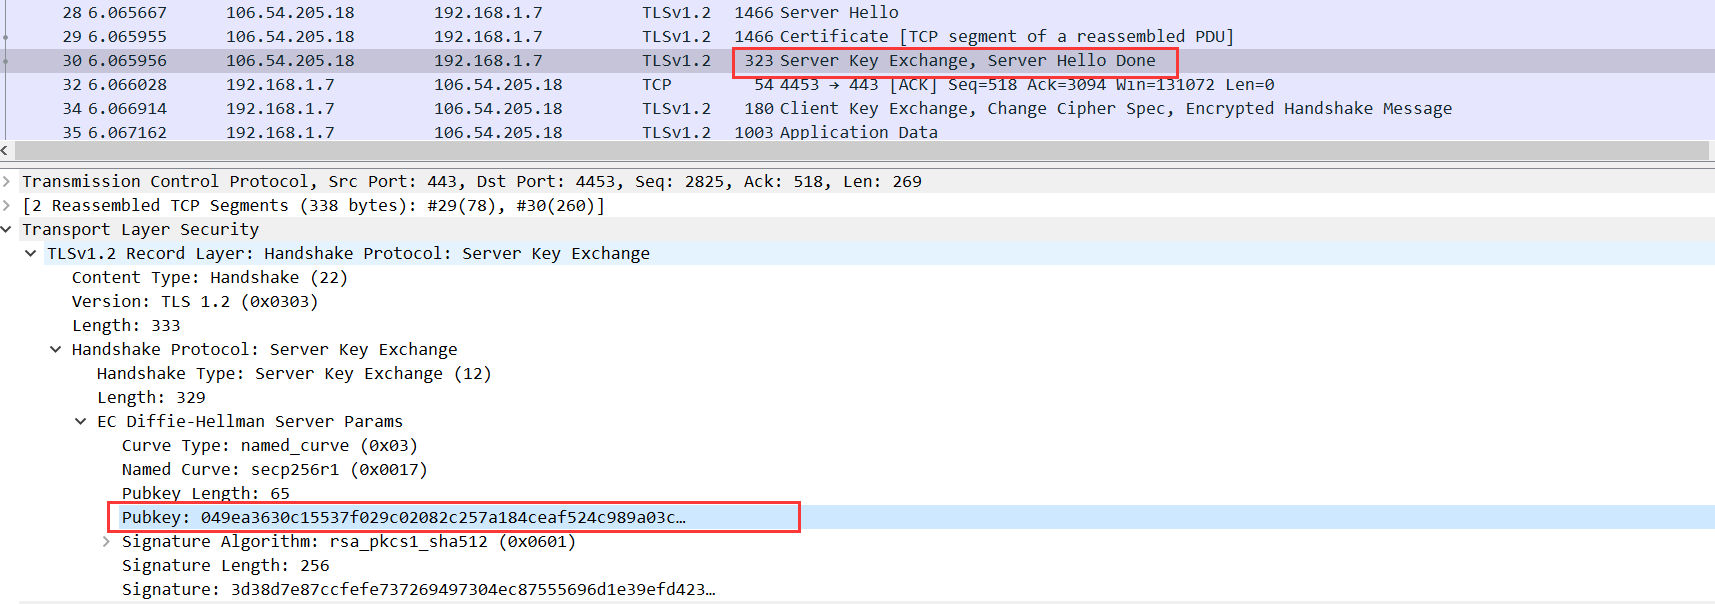 28 6.065667 106.54.205.18 192.168.1.7 TLSv1.2 1466 Server Hello
29 6.065955 106.54.205.18 192.168.1.7 TLSv1.2 1466 Certificate [TCP segment of a reassembled PDU]
30 6.065956 106.54.205.18 192.168.1.7 TLSv1.2 323 Server Key Exchange, Server Hello Done
32 6.066028 192.168.1.7 106.54.205.18 TCP 54 4453 → 443 [ACK] Seq=518 Ack=3094 Win=131072 Len=0
34 6.066914 192.168.1.7 106.54.205.18 TLSv1.2 180 Client Key Exchange, Change Cipher Spec, Encrypted Handshake Message
35 6.067162 192.168.1.7 106.54.205.18 TLSv1.2 1003 Application Data
Transmission Control Protocol, Src Port: 443, Dst Port: 4453, Seq: 2825, Ack: 518, Len: 269
[2 Reassembled TCP Segments (338 bytes): #29(78), #30(260)]
Transport Layer Security
TLSv1.2 Record Layer: Handshake Protocol: Server Key Exchange
Content Type: Handshake (22)
Version: TLS 1.2 (0x0303)
Length: 333
Handshake Protocol: Server Key Exchange
Handshake Type: Server Key Exchange (12)
Length: 329
EC Diffie-Hellman Server Params
Curve Type: named_curve (0x03)
Named Curve: secp256r1 (0x0017)
Pubkey Length: 65
Pubkey: 049ea3630c15537f029c02082c257a184ceaf524c989a03c…
Signature Algorithm: rsa_pkcs1_sha512 (0x0601)
Signature Length: 256
Signature: 3d38d7e87ccfefe737269497304ec87555696d1e39efd423…